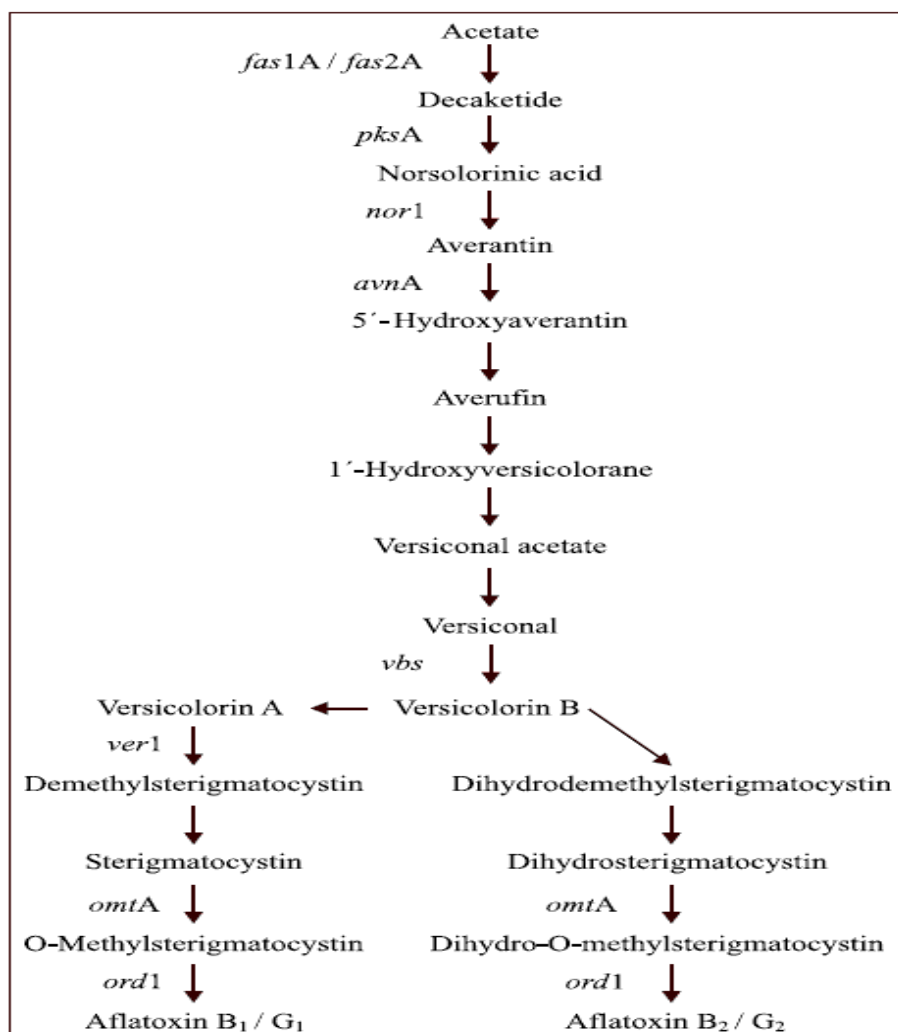 Acetate
fas1A / fas2A
Decaketide
pksA
Norsolorinic acid
nor1
Averantin
avnA
5´-Hydroxyaverantin
Averufin
1´-Hydroxyversicolorane
Versiconal acetate
Versiconal
vbs
Versicolorin A Versicolorin B
ver1
Demethylsterigmatocystin Dihydrodemethylsterigmatocystin
Sterigmatocystin Dihydrosterigmatocystin
omtA omtA
O-Methylsterigmatocystin Dihydro-O-methylsterigmatocystin
ord1 ord1
Aflatoxin B₁ / G₁ Aflatoxin B₂ / G₂